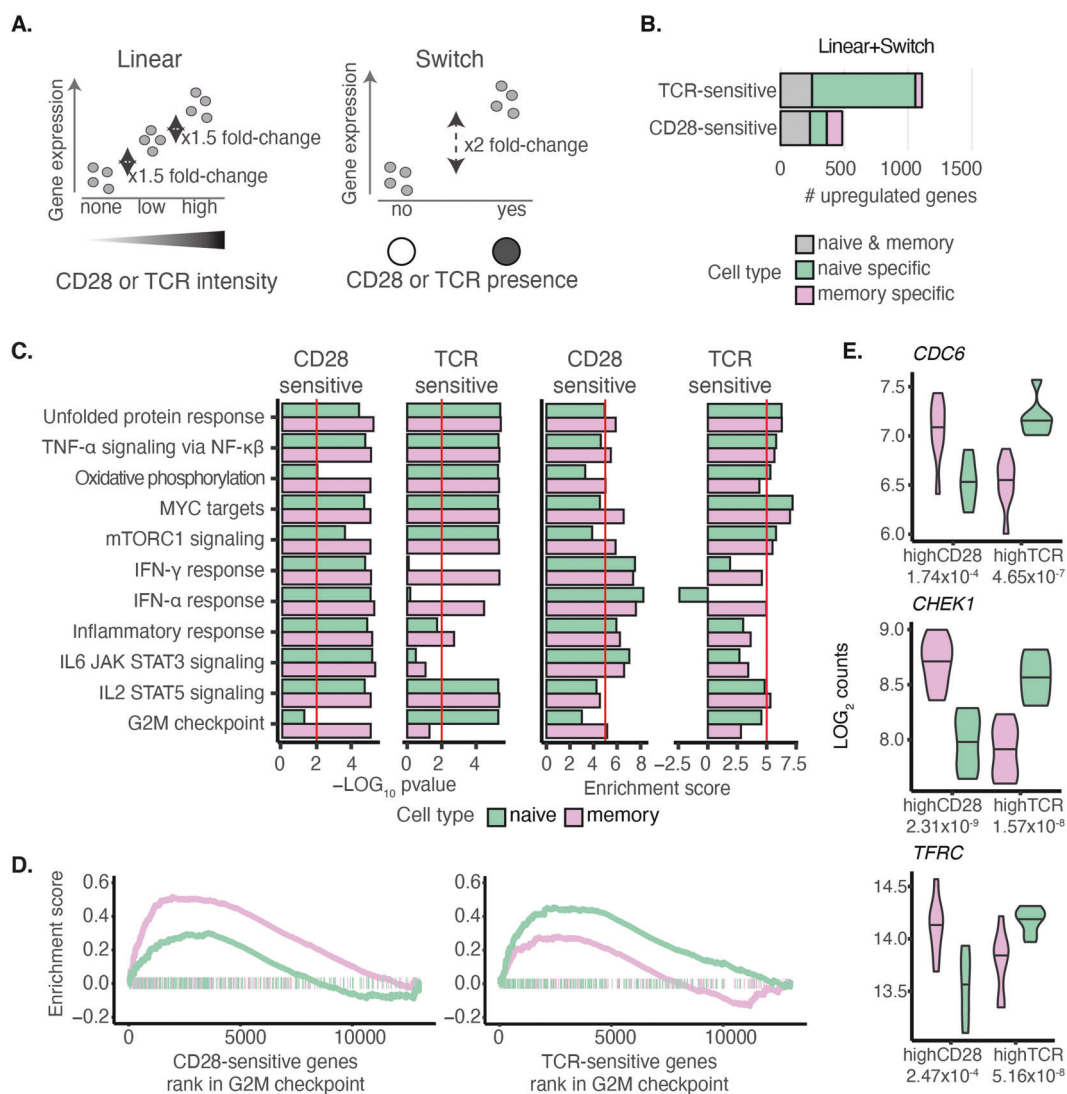 A.
Linear
Gene expression
x1.5 fold-change
x1.5 fold-change
none low high
CD28 or TCR intensity
Switch
Gene expression
x2 fold-change
no yes
CD28 or TCR presence
B.
Linear+Switch
TCR-sensitive
CD28-sensitive
0 500 1000 1500
# upregulated genes
Cell type
naive & memory
naive specific
memory specific
C.
CD28 sensitive
TCR sensitive
CD28 sensitive
TCR sensitive
Unfolded protein response
TNF-α signaling via NF-κβ
Oxidative phosphorylation
MYC targets
mTORC1 signaling
IFN-γ response
IFN-α response
Inflammatory response
IL6 JAK STAT3 signaling
IL2 STAT5 signaling
G2M checkpoint
0 2 4
0 2 4
0 2 4 6 8
−2.5 0 2.5 5 7.5
−LOG10 pvalue
Enrichment score
Cell type naive memory
D.
Enrichment score
0.6
0.4
0.2
0.0
−0.2
0 5000 10000
CD28-sensitive genes
rank in G2M checkpoint
0.6
0.4
0.2
0.0
−0.2
0 5000 10000
TCR-sensitive genes
rank in G2M checkpoint
E.
CDC6
7.5
7.0
6.5
6.0
highCD28 highTCR
1.74x10-4 4.65x10-7
CHEK1
LOG2 counts
9.0
8.5
8.0
highCD28 highTCR
2.31x10-9 1.57x10-8
TFRC
14.5
14.0
13.5
highCD28 highTCR
2.47x10-4 5.16x10-8